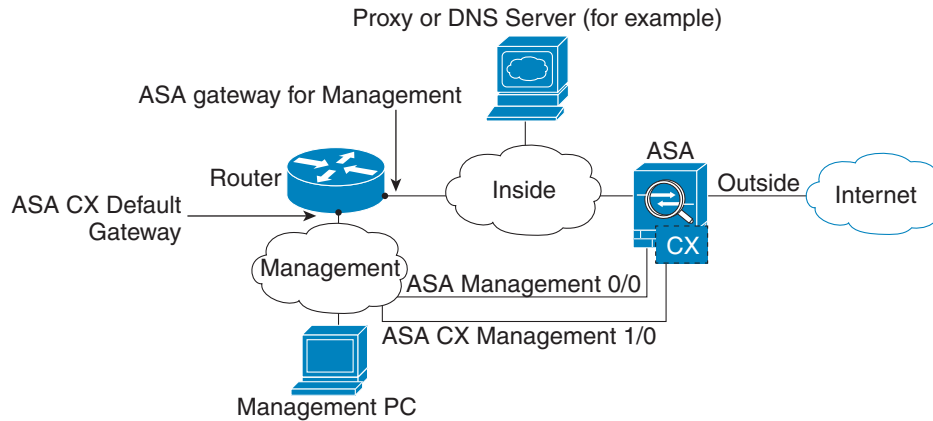 Proxy or DNS Server (for example)
ASA gateway for Management
ASA
Router
Inside
Outside
Internet
ASA CX Default
Gateway
CX
Management
ASA Management 0/0
ASA CX Management 1/0
Management PC